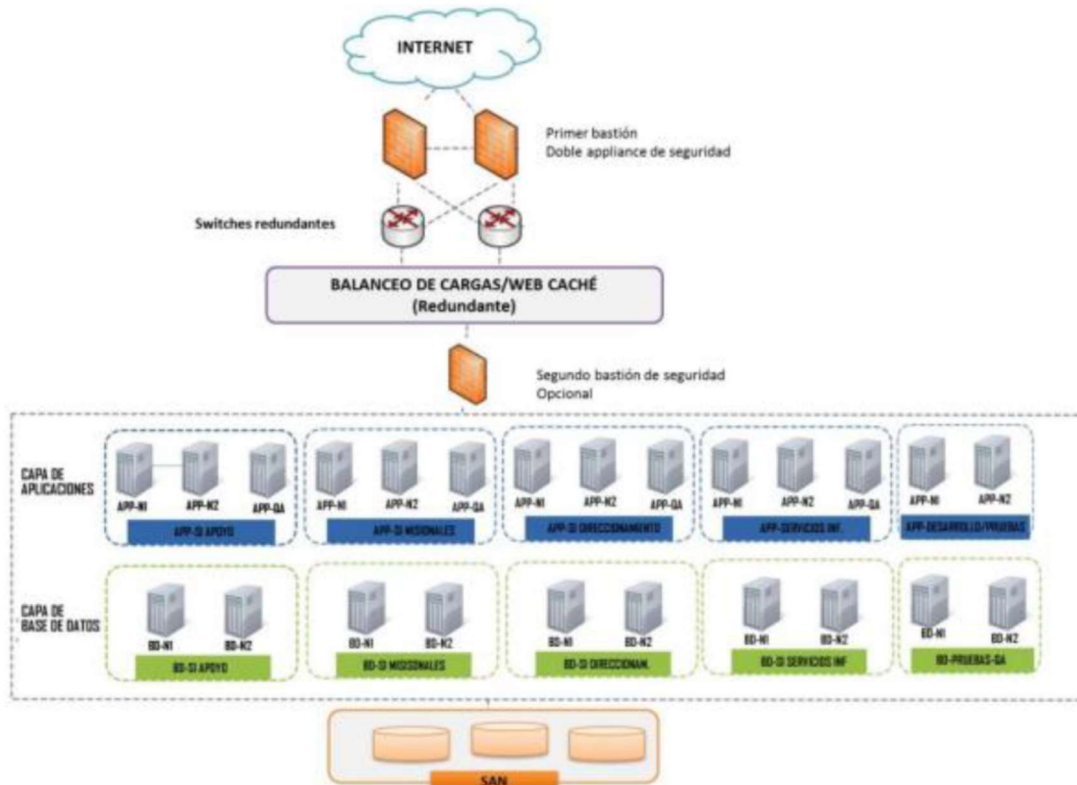 INTERNET
Primer bastión
Doble appliance de seguridad
Switches redundantes
BALANCEO DE CARGAS/WEB CACHÉ
(Redundante)
Segundo bastión de seguridad
Opcional
CAPA DE
APLICACIONES
APP-N1 APP-N2 APP-QA
APP-SI APOYO
APP-N1 APP-N2 APP-QA
APP-SI-MISIONALES
APP-N1 APP-N2 APP-QA
APP-SI DIRECCIONAMIENTO
APP-N1 APP-N2 APP-QA
APP-SERVICIOS INF.
APP-N1 APP-N2
APP-DESARROLLO/PRUEBAS
CAPA DE
BASE DE DATOS
BD-N1 BD-N2
BD-SI APOYO
BD-N1 BD-N2
BD-SI MISISONALES
BD-N1 BD-N2
BD-SI DIRECCIONAM.
BD-N1 BD-N2
BD-SI SERVICIOS INF
BD-N1 BD-N2
BD-PRUEBAS-QA
SAN